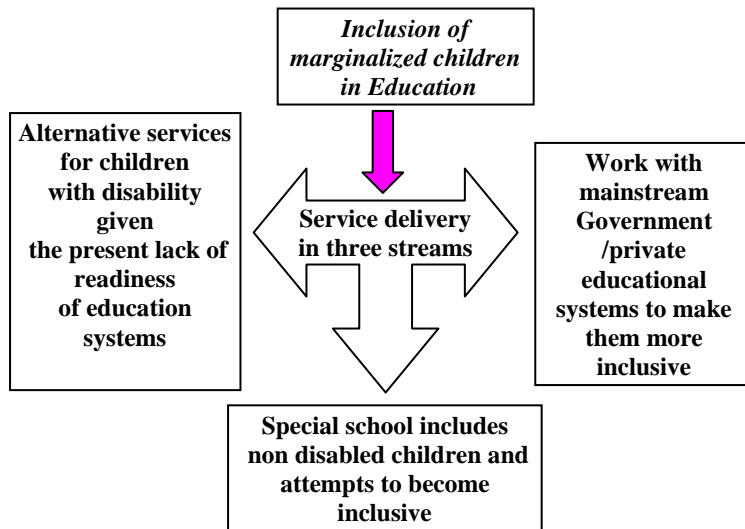 Inclusion of
marginalized children
in Education
Alternative services
for children
with disability
given
the present lack of
readiness
of education
systems
Service delivery
in three streams
Work with
mainstream
Government
/private
educational
systems to make
them more
inclusive
Special school includes
non disabled children and
attempts to become
inclusive